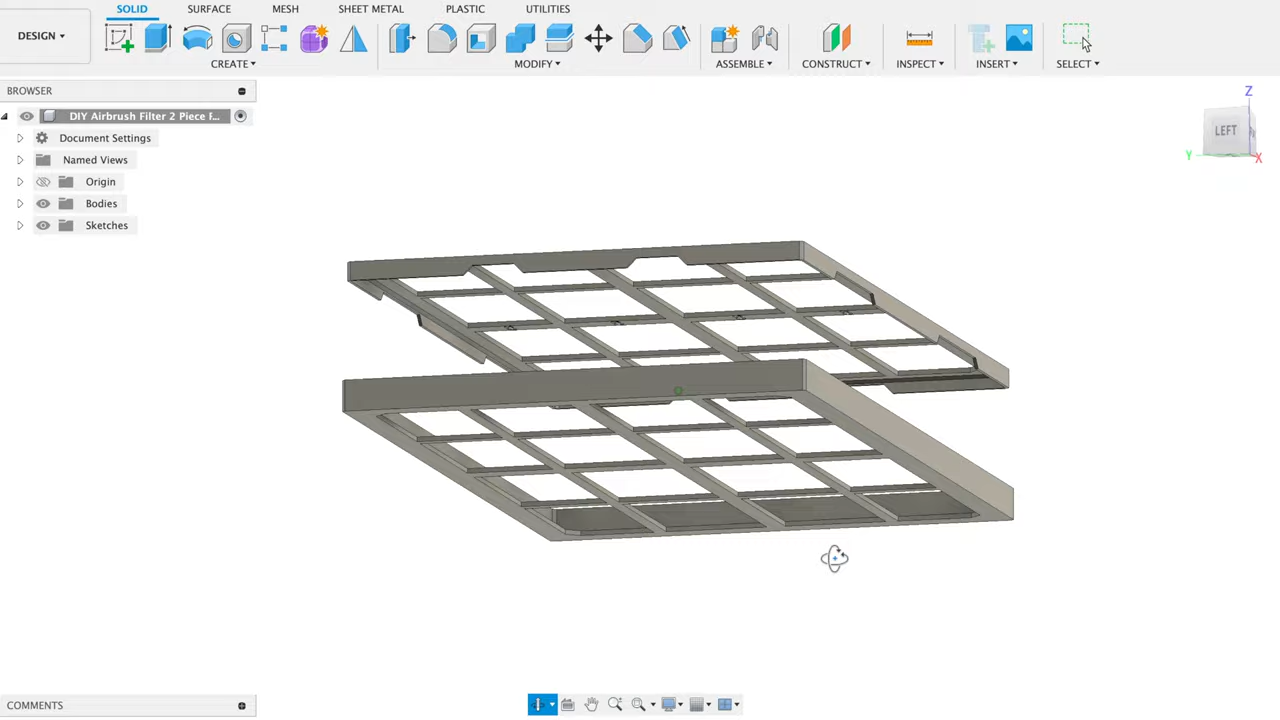 SOLID SURFACE MESH SHEET METAL PLASTIC UTILITIES
DESIGN
CREATE MODIFY ASSEMBLE CONSTRUCT INSPECT INSERT SELECT
BROWSER
DIY Airbrush Filter 2 Piece F...
Document Settings
Named Views
Origin
Bodies
Sketches
Z
LEFT
Y
X
COMMENTS